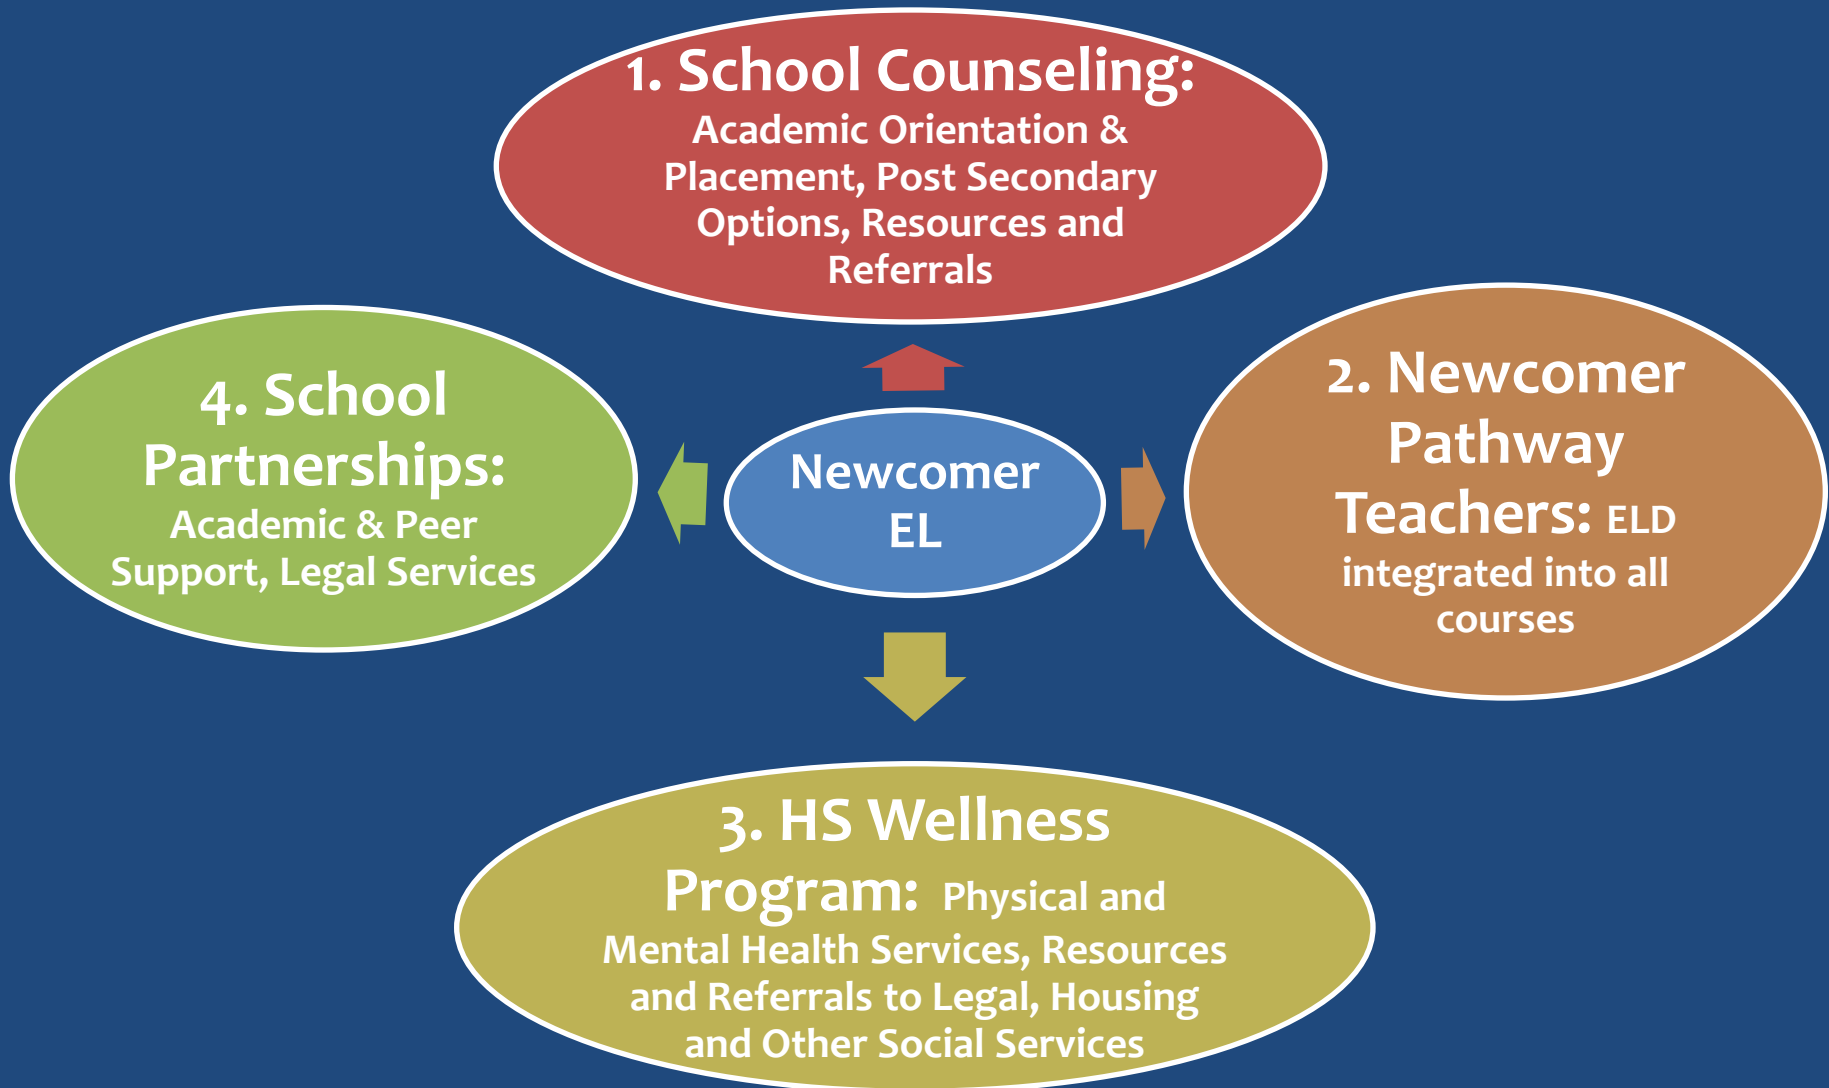 1. School Counseling:
Academic Orientation &
Placement, Post Secondary
Options, Resources and
Referrals
2. Newcomer
Pathway
Teachers: ELD
integrated into all
courses
3. HS Wellness
Program: Physical and
Mental Health Services, Resources
and Referrals to Legal, Housing
and Other Social Services
4. School
Partnerships:
Academic & Peer
Support, Legal Services
Newcomer
EL